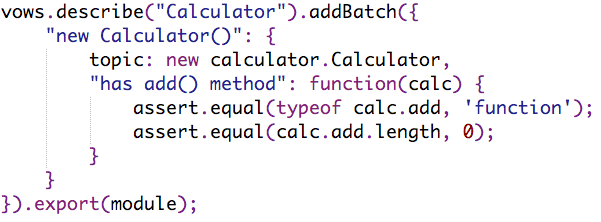 vows.describe("Calculator").addBatch({
    "new Calculator()": {
        topic: new calculator.Calculator,
        "has add() method": function(calc) {
            assert.equal(typeof calc.add, 'function');
            assert.equal(calc.add.length, 0);
        }
    }
}).export(module);